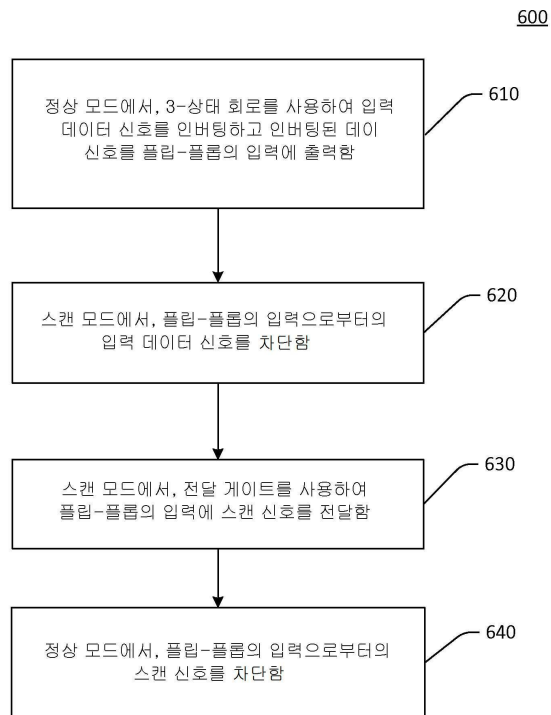 600
정상 모드에서, 3-상태 회로를 사용하여 입력
데이터 신호를 인버팅하고 인버팅된 데이
신호를 플립-플롭의 입력에 출력함
610
스캔 모드에서, 플립-플롭의 입력으로부터의
입력 데이터 신호를 차단함
620
스캔 모드에서, 전달 게이트를 사용하여
플립-플롭의 입력에 스캔 신호를 전달함
630
정상 모드에서, 플립-플롭의 입력으로부터의
스캔 신호를 차단함
640